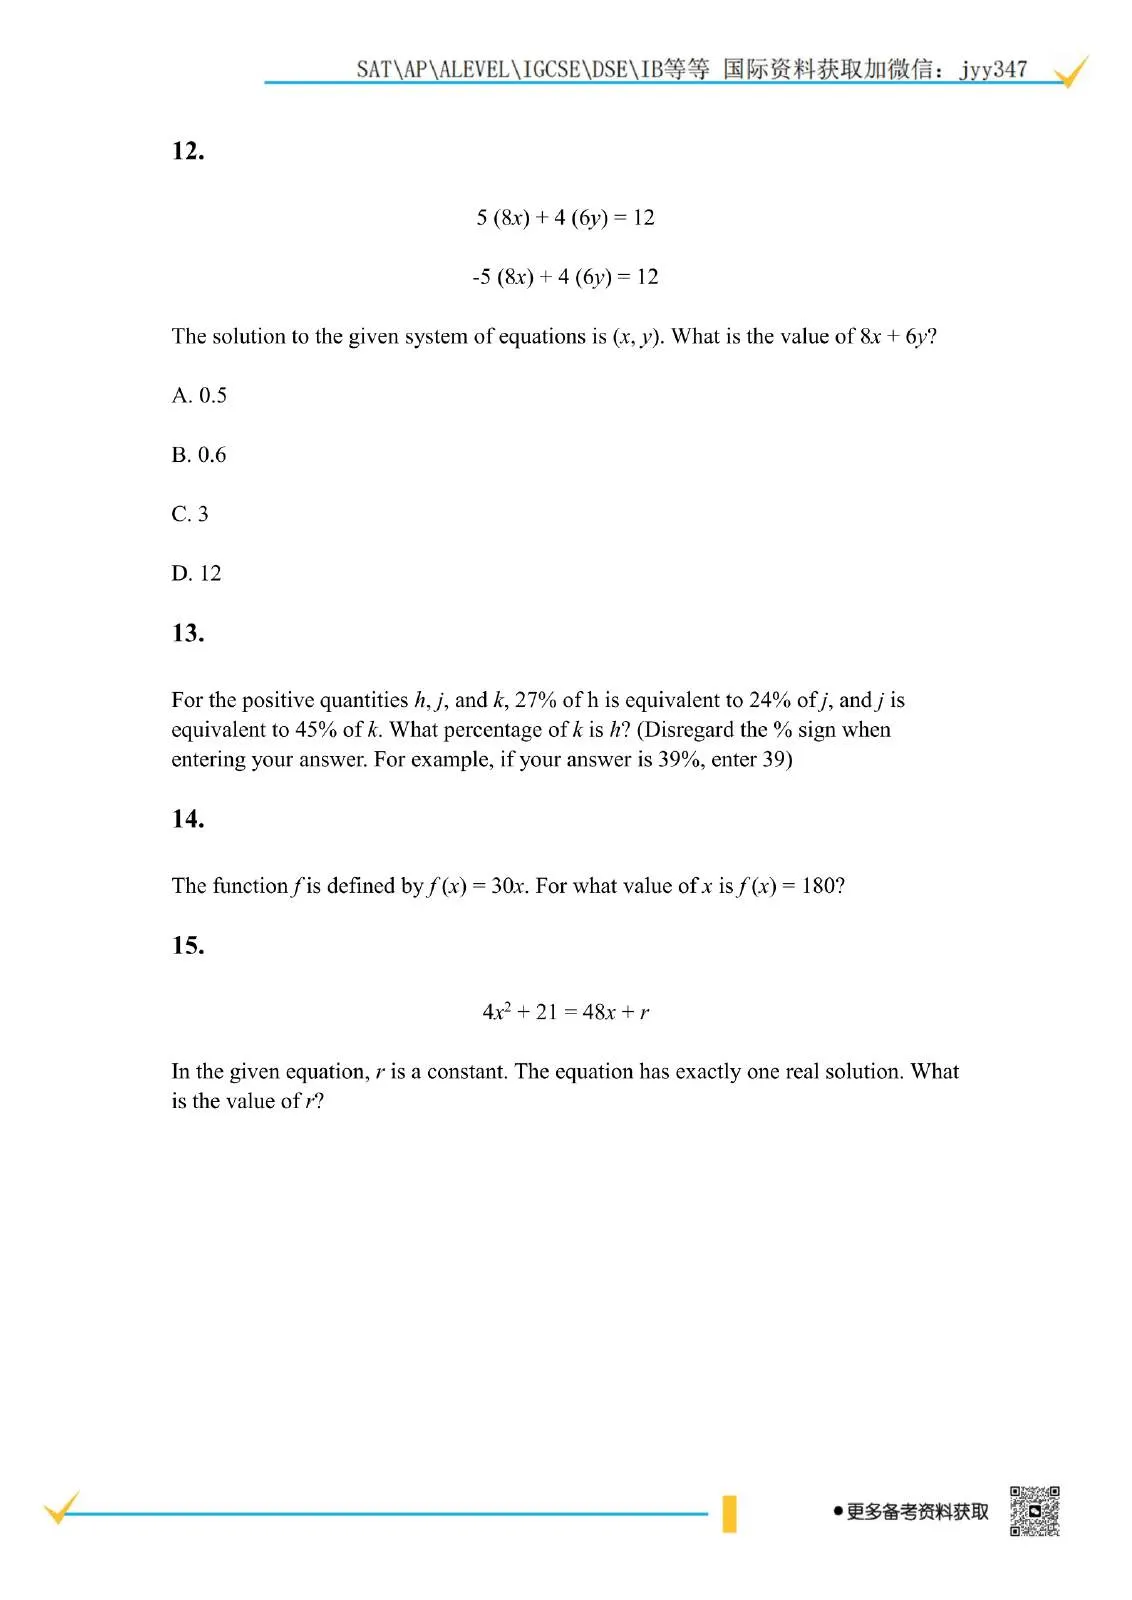 SAT\AP\ALEVEL\IGCSE\DSE\IB等等 国际资料获取加微信：jyy347
12.
5 (8x) + 4 (6y) = 12
-5 (8x) + 4 (6y) = 12
The solution to the given system of equations is (x, y). What is the value of 8x + 6y?
A. 0.5
B. 0.6
C. 3
D. 12
13.
For the positive quantities h, j, and k, 27% of h is equivalent to 24% of j, and j is
equivalent to 45% of k. What percentage of k is h? (Disregard the % sign when
entering your answer. For example, if your answer is 39%, enter 39)
14.
The function f is defined by f (x) = 30x. For what value of x is f (x) = 180?
15.
4x² + 21 = 48x + r
In the given equation, r is a constant. The equation has exactly one real solution. What
is the value of r?
●更多备考资料获取